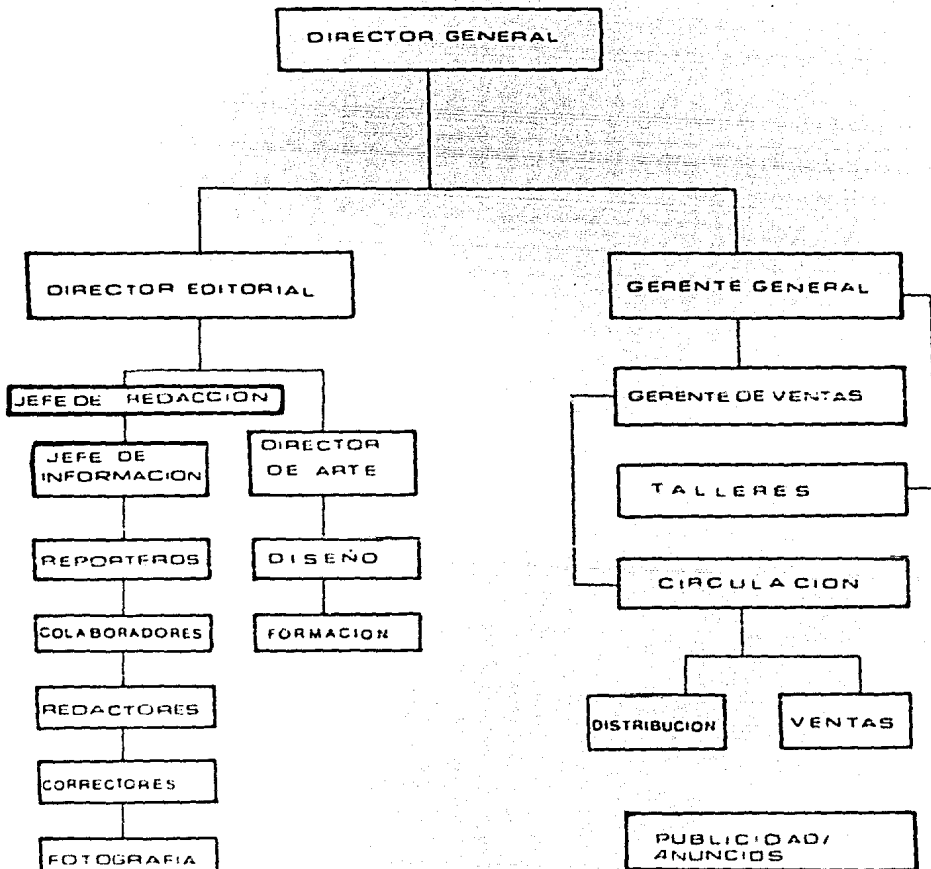 DIRECTOR GENERAL
DIRECTOR EDITORIAL
GERENTE GENERAL
JEFE DE REDACCION
GERENTE DE VENTAS
JEFE DE
INFORMACION
DIRECTOR
DE ARTE
TALLERES
REPORTEROS
DISEÑO
CIRCULACION
COLABORADORES
FORMACION
REDACTORES
DISTRIBUCION
VENTAS
CORRECTORES
FOTOGRAFIA
PUBLICIDAD/
ANUNCIOS